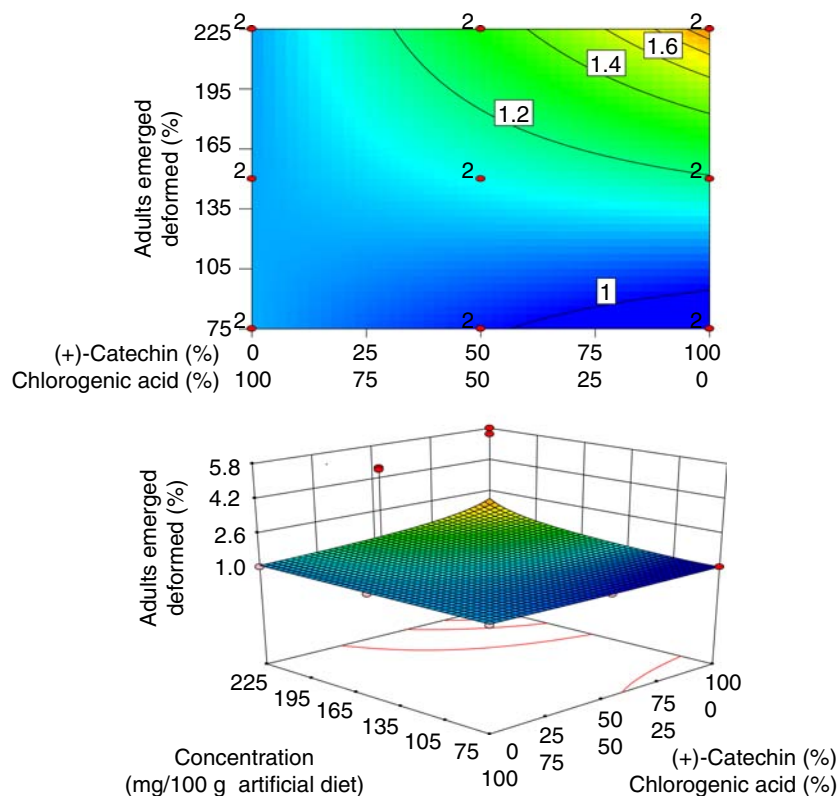 2 2 2
225
1.6
195
1.4
1.2
165
2 2 2
135
105
1
75 2 2 2
Adults emerged
deformed (%)
(+)-Catechin (%) 0 25 50 75 100
Chlorogenic acid (%) 100 75 50 25 0
5.8
4.2
2.6
1.0
Adults emerged
deformed (%)
225 195 165 135 105 75
Concentration
(mg/100 g artificial diet)
0 25 50 75 100
100 75 50 25 0
(+)-Catechin (%)
Chlorogenic acid (%)